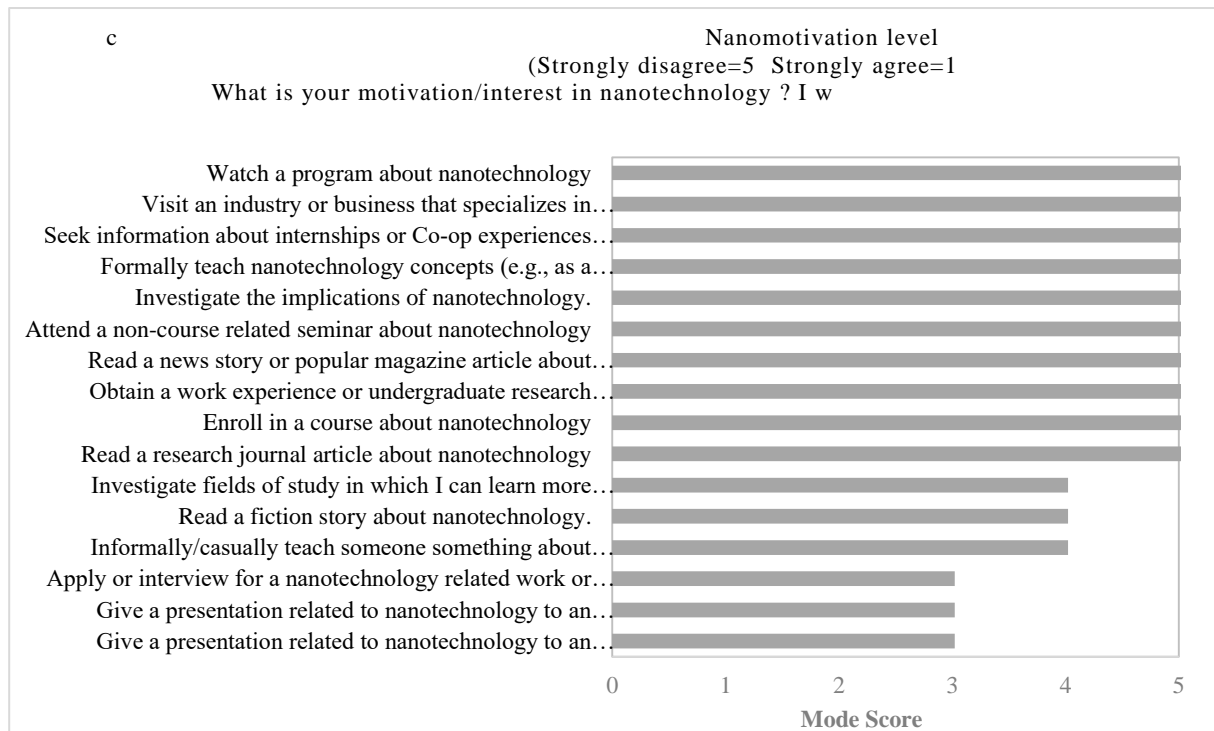 c
Nanomotivation level
(Strongly disagree=5 Strongly agree=1
What is your motivation/interest in nanotechnology ? I w
Watch a program about nanotechnology
Visit an industry or business that specializes in…
Seek information about internships or Co-op experiences…
Formally teach nanotechnology concepts (e.g., as a…
Investigate the implications of nanotechnology.
Attend a non-course related seminar about nanotechnology
Read a news story or popular magazine article about…
Obtain a work experience or undergraduate research…
Enroll in a course about nanotechnology
Read a research journal article about nanotechnology
Investigate fields of study in which I can learn more…
Read a fiction story about nanotechnology.
Informally/casually teach someone something about…
Apply or interview for a nanotechnology related work or…
Give a presentation related to nanotechnology to an…
Give a presentation related to nanotechnology to an…
0 1 2 3 4 5
Mode Score